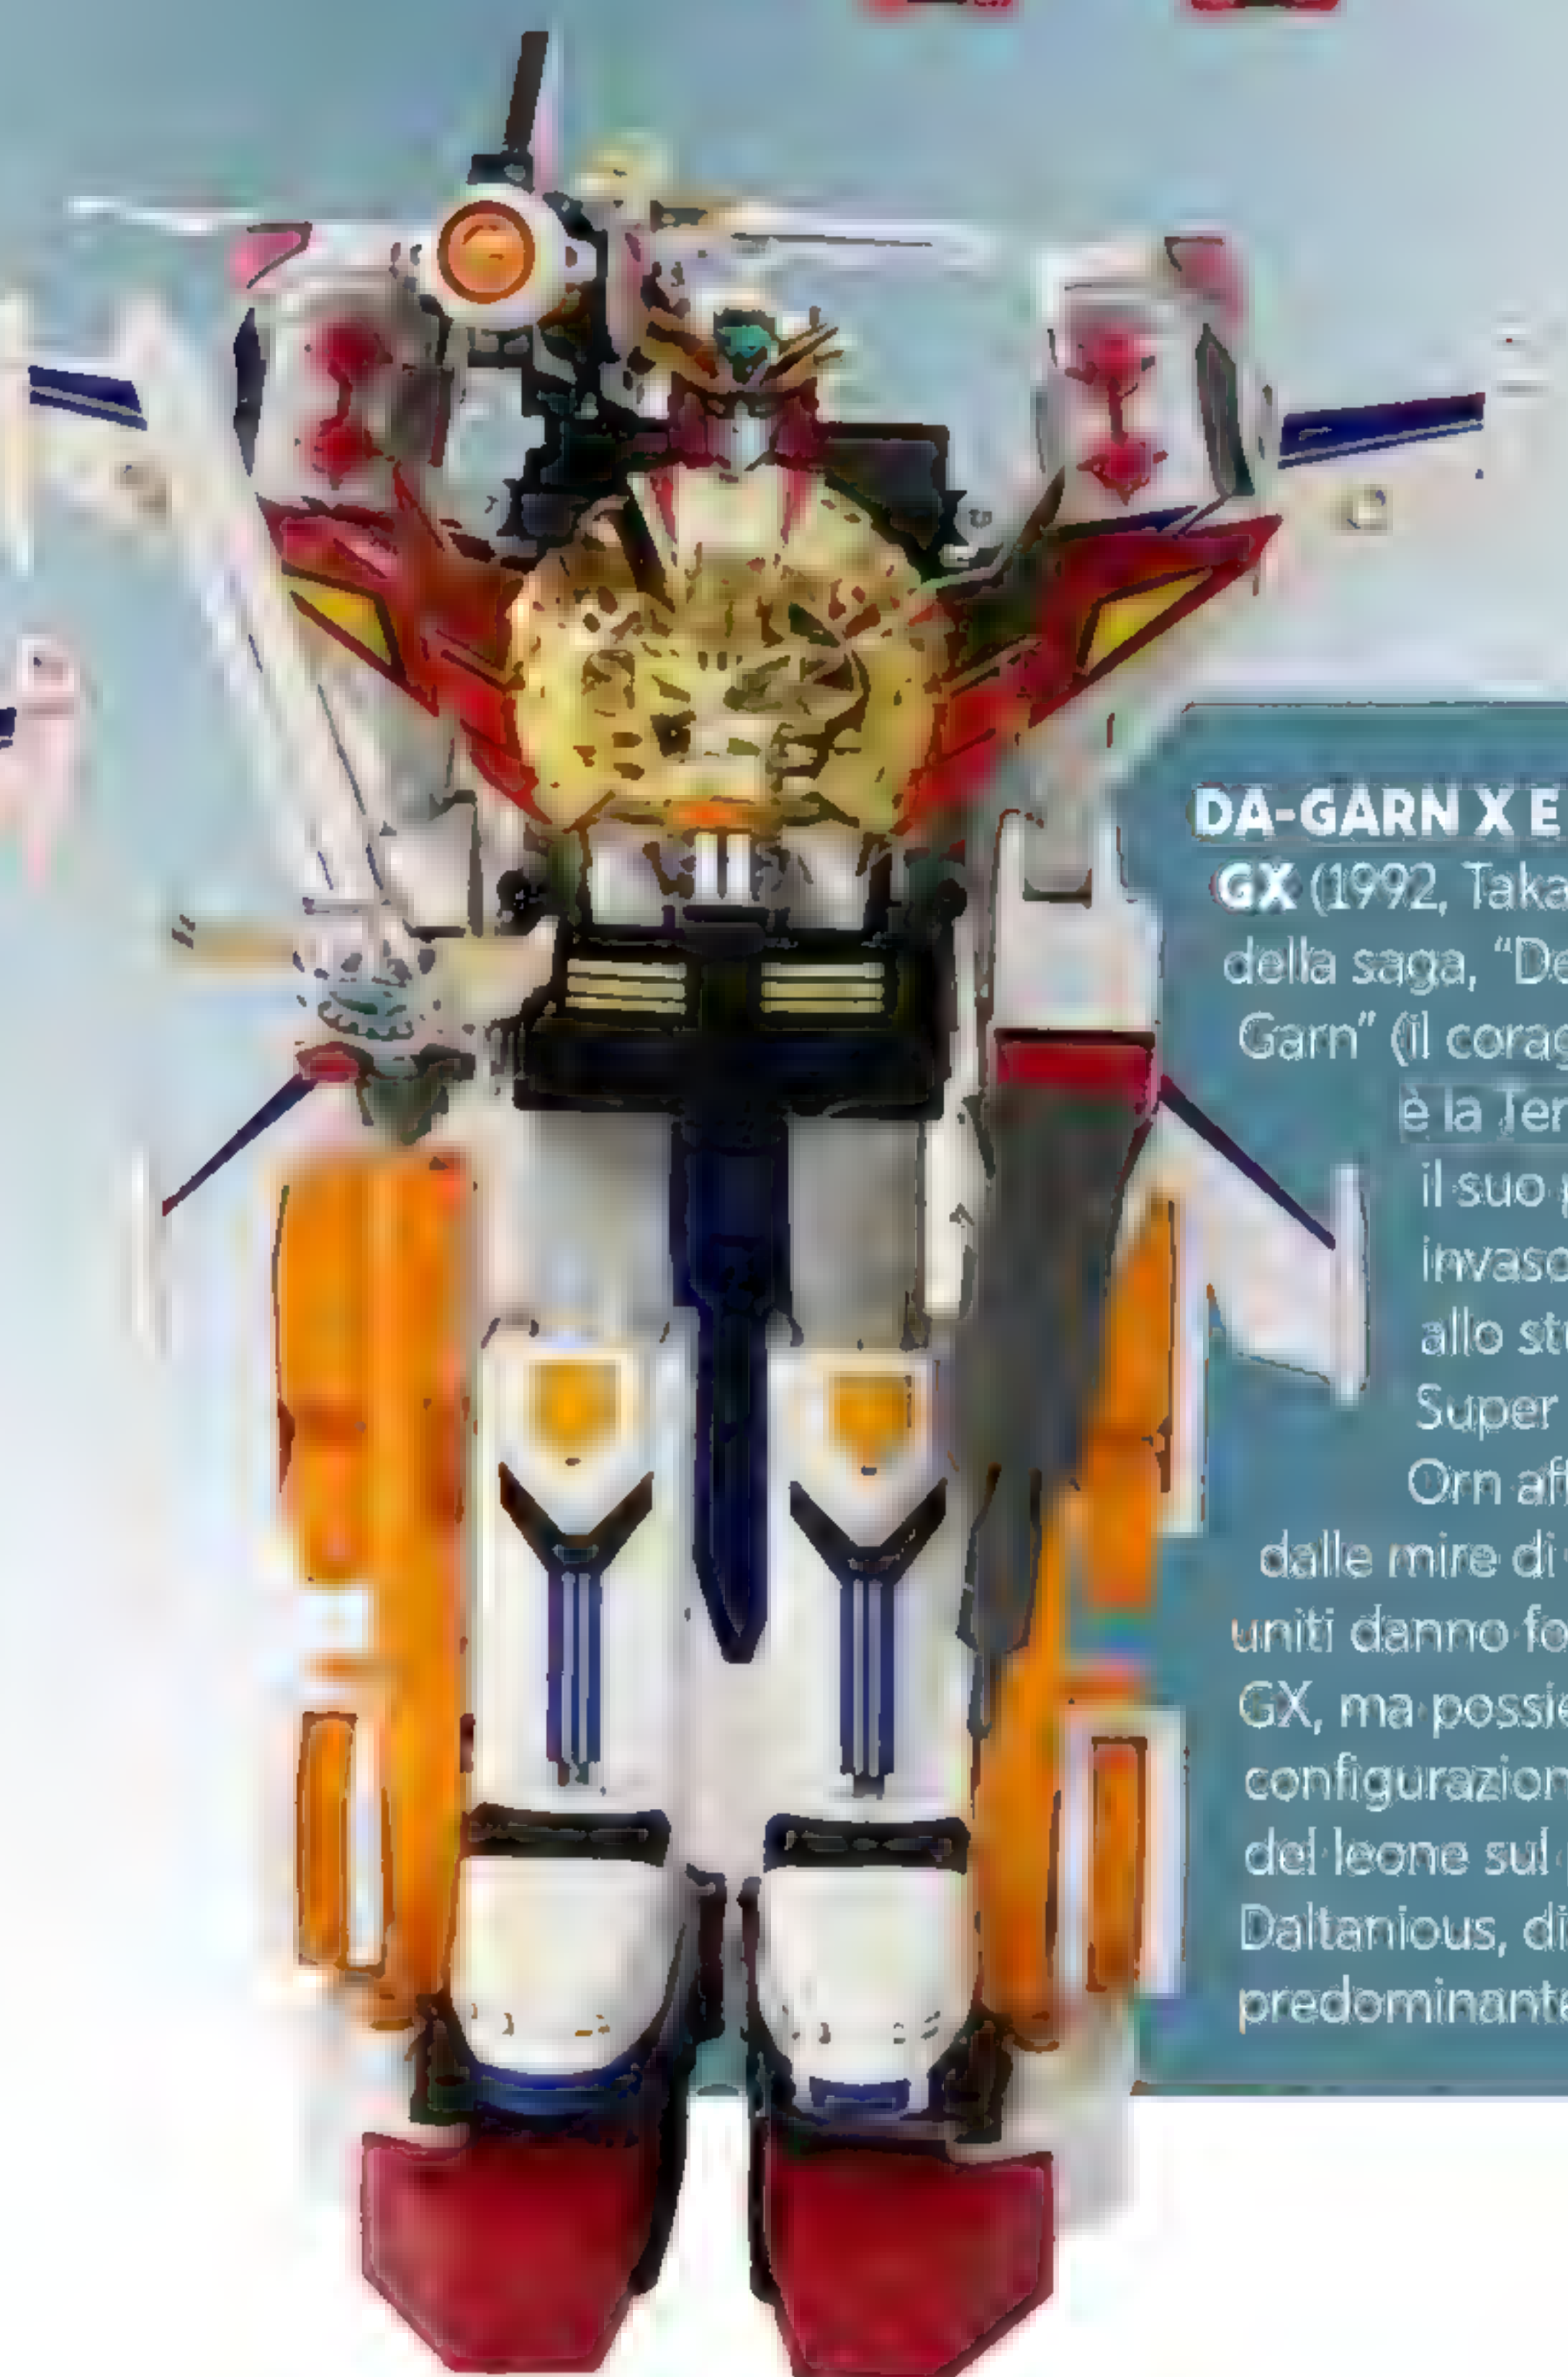 DA-GARN X E
GX (1992, Taka
della saga, “De
Garn” (il corag
è la Ter
il suo p
invaso
allo st
Super
Orn aff
dalle mire di
uniti danno fo
GX, ma possie
configurazion
del leone sul
Daltanious, di
predominante